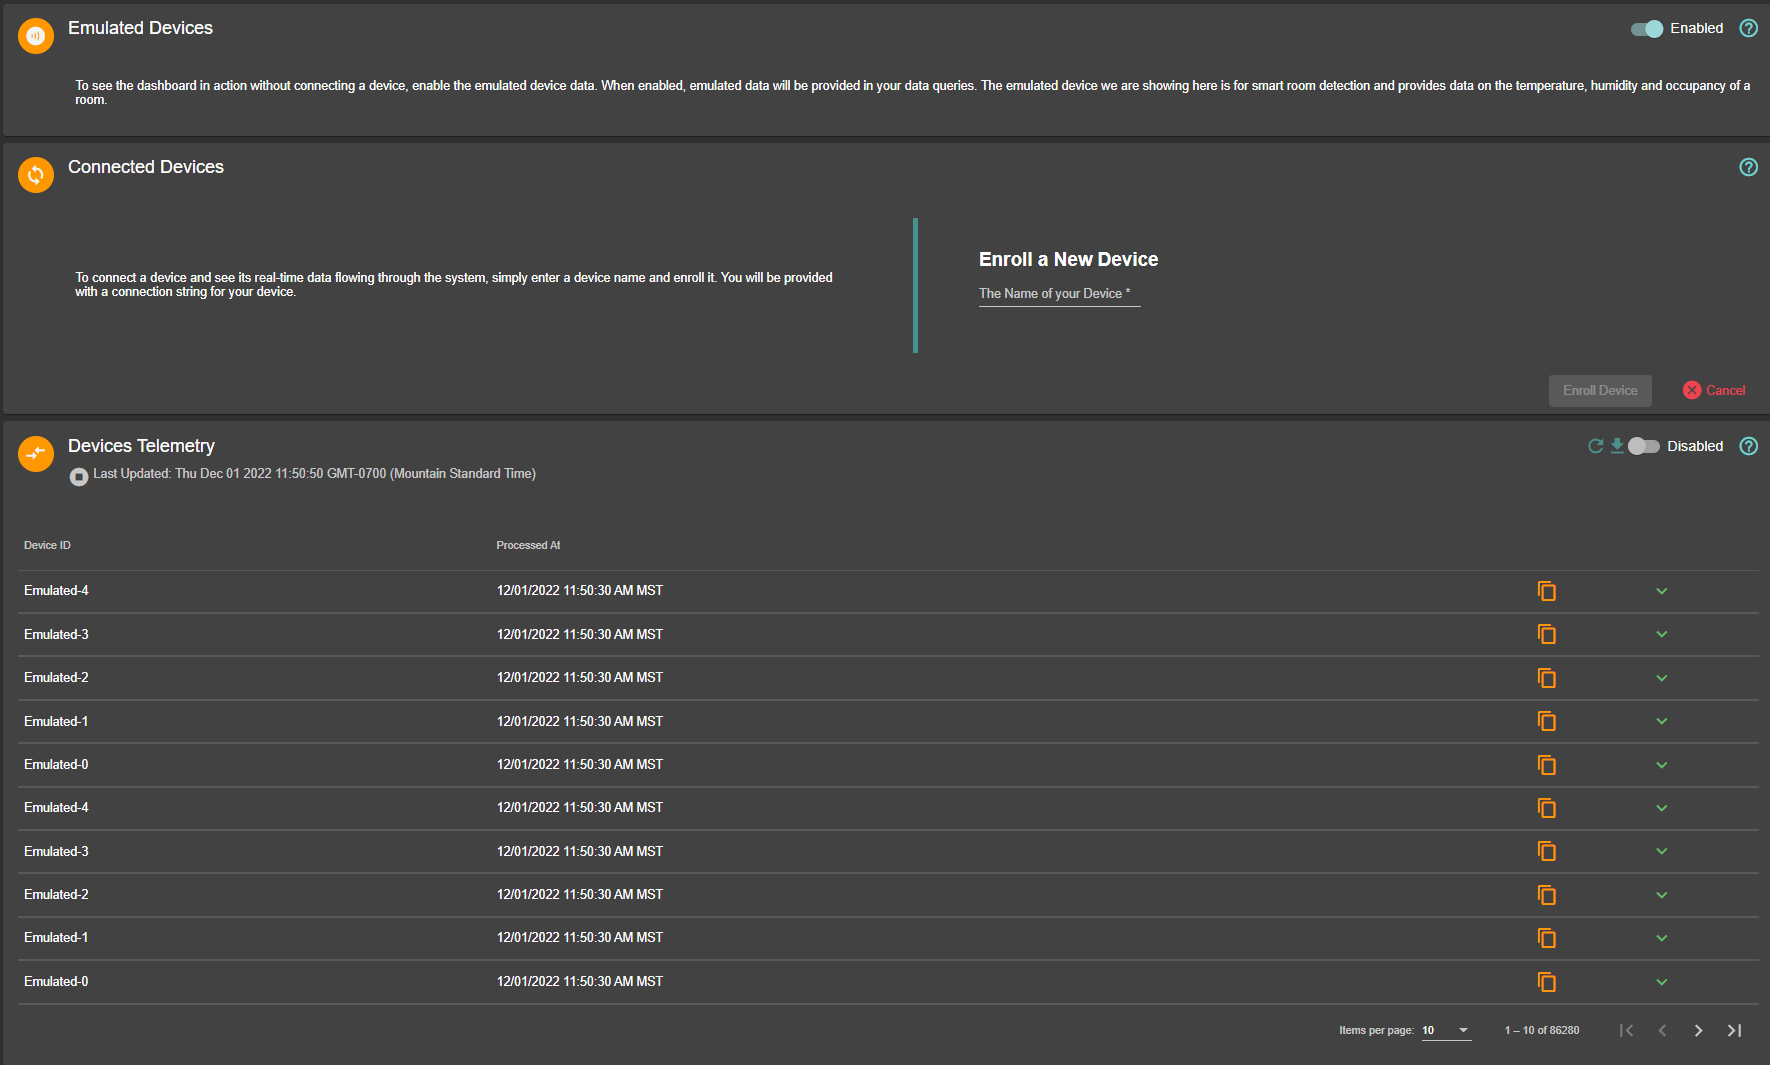 Emulated Devices
Enabled
To see the dashboard in action without connecting a device, enable the emulated device data. When enabled, emulated data will be provided in your data queries. The emulated device we are showing here is for smart room detection and provides data on the temperature, humidity and occupancy of a
room.
Connected Devices
To connect a device and see its real-time data flowing through the system, simply enter a device name and enroll it. You will be provided
with a connection string for your device.
Enroll a New Device
The Name of your Device *
Enroll Device
Cancel
Devices Telemetry
Disabled
Last Updated: Thu Dec 01 2022 11:50:50 GMT-0700 (Mountain Standard Time)
Device ID Processed At
Emulated-4 12/01/2022 11:50:30 AM MST
Emulated-3 12/01/2022 11:50:30 AM MST
Emulated-2 12/01/2022 11:50:30 AM MST
Emulated-1 12/01/2022 11:50:30 AM MST
Emulated-0 12/01/2022 11:50:30 AM MST
Emulated-4 12/01/2022 11:50:30 AM MST
Emulated-3 12/01/2022 11:50:30 AM MST
Emulated-2 12/01/2022 11:50:30 AM MST
Emulated-1 12/01/2022 11:50:30 AM MST
Emulated-0 12/01/2022 11:50:30 AM MST
Items per page: 10 1 – 10 of 86280